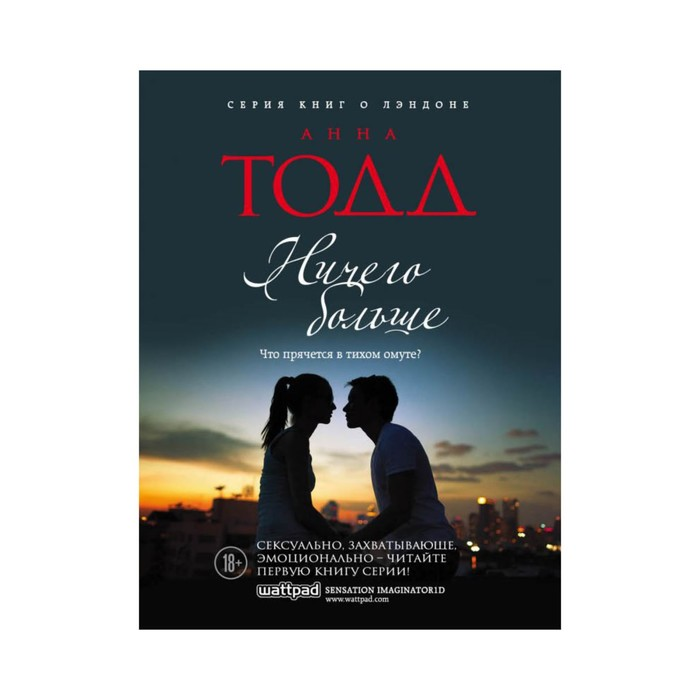 СЕРИЯ КНИГ О ЛЭНДОНЕ
АННА
ТОДД
Ничего
больше
Что прячется в тихом омуте?
СЕКСУАЛЬНО, ЗАХВАТЫВАЮЩЕ,
18+ ЭМОЦИОНАЛЬНО – ЧИТАЙТЕ
ПЕРВУЮ КНИГУ СЕРИИ!
wattpad SENSATION IMAGINATOR1D
www.wattpad.com